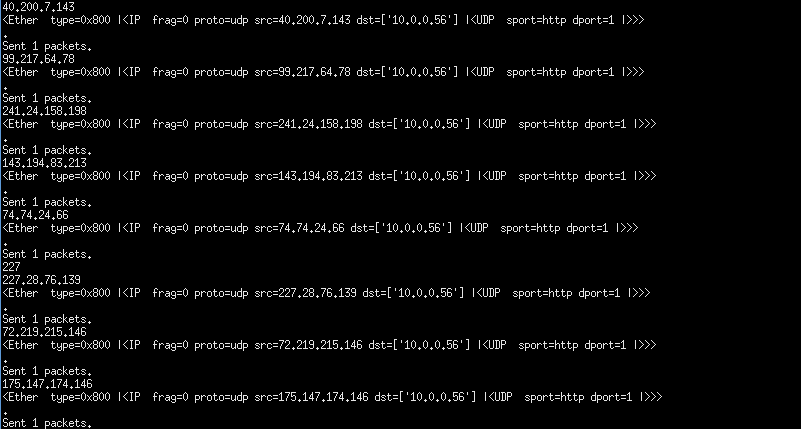 40.200.7.143
<Ether  type=0x800 |<IP  frag=0 proto=udp src=40.200.7.143 dst=['10.0.0.56'] |<UDP  sport=http dport=1 |>>>
.
Sent 1 packets.
99.217.64.78
<Ether  type=0x800 |<IP  frag=0 proto=udp src=99.217.64.78 dst=['10.0.0.56'] |<UDP  sport=http dport=1 |>>>
.
Sent 1 packets.
241.24.158.198
<Ether  type=0x800 |<IP  frag=0 proto=udp src=241.24.158.198 dst=['10.0.0.56'] |<UDP  sport=http dport=1 |>>>
.
Sent 1 packets.
143.194.83.213
<Ether  type=0x800 |<IP  frag=0 proto=udp src=143.194.83.213 dst=['10.0.0.56'] |<UDP  sport=http dport=1 |>>>
.
Sent 1 packets.
74.74.24.66
<Ether  type=0x800 |<IP  frag=0 proto=udp src=74.74.24.66 dst=['10.0.0.56'] |<UDP  sport=http dport=1 |>>>
.
Sent 1 packets.
227
227.28.76.139
<Ether  type=0x800 |<IP  frag=0 proto=udp src=227.28.76.139 dst=['10.0.0.56'] |<UDP  sport=http dport=1 |>>>
.
Sent 1 packets.
72.219.215.146
<Ether  type=0x800 |<IP  frag=0 proto=udp src=72.219.215.146 dst=['10.0.0.56'] |<UDP  sport=http dport=1 |>>>
.
Sent 1 packets.
175.147.174.146
<Ether  type=0x800 |<IP  frag=0 proto=udp src=175.147.174.146 dst=['10.0.0.56'] |<UDP  sport=http dport=1 |>>>
.
Sent 1 packets.